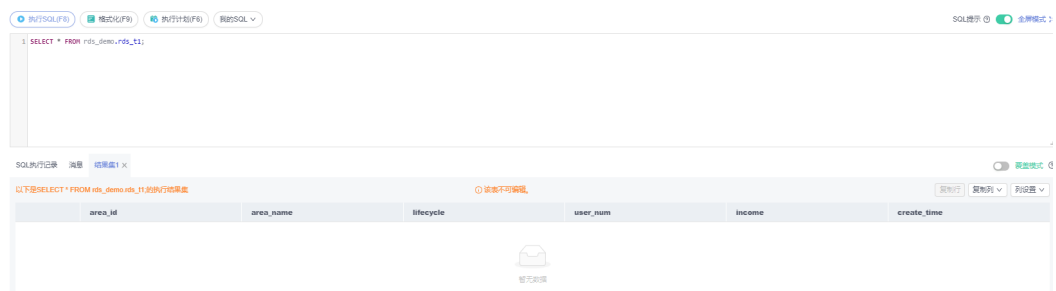 执行SQL(F8) 格式化(F9) 执行计划(F6) 我的SQL SQL提示 全屏模式
1 SELECT * FROM rds_demo.rds_t1;
SQL执行记录 消息 结果集1 × 覆盖模式
以下是SELECT * FROM rds_demo.rds_t1;的执行结果集 该表不可编辑。 复制行 复制列 列设置
area_id area_name lifecycle user_num income create_time
暂无数据